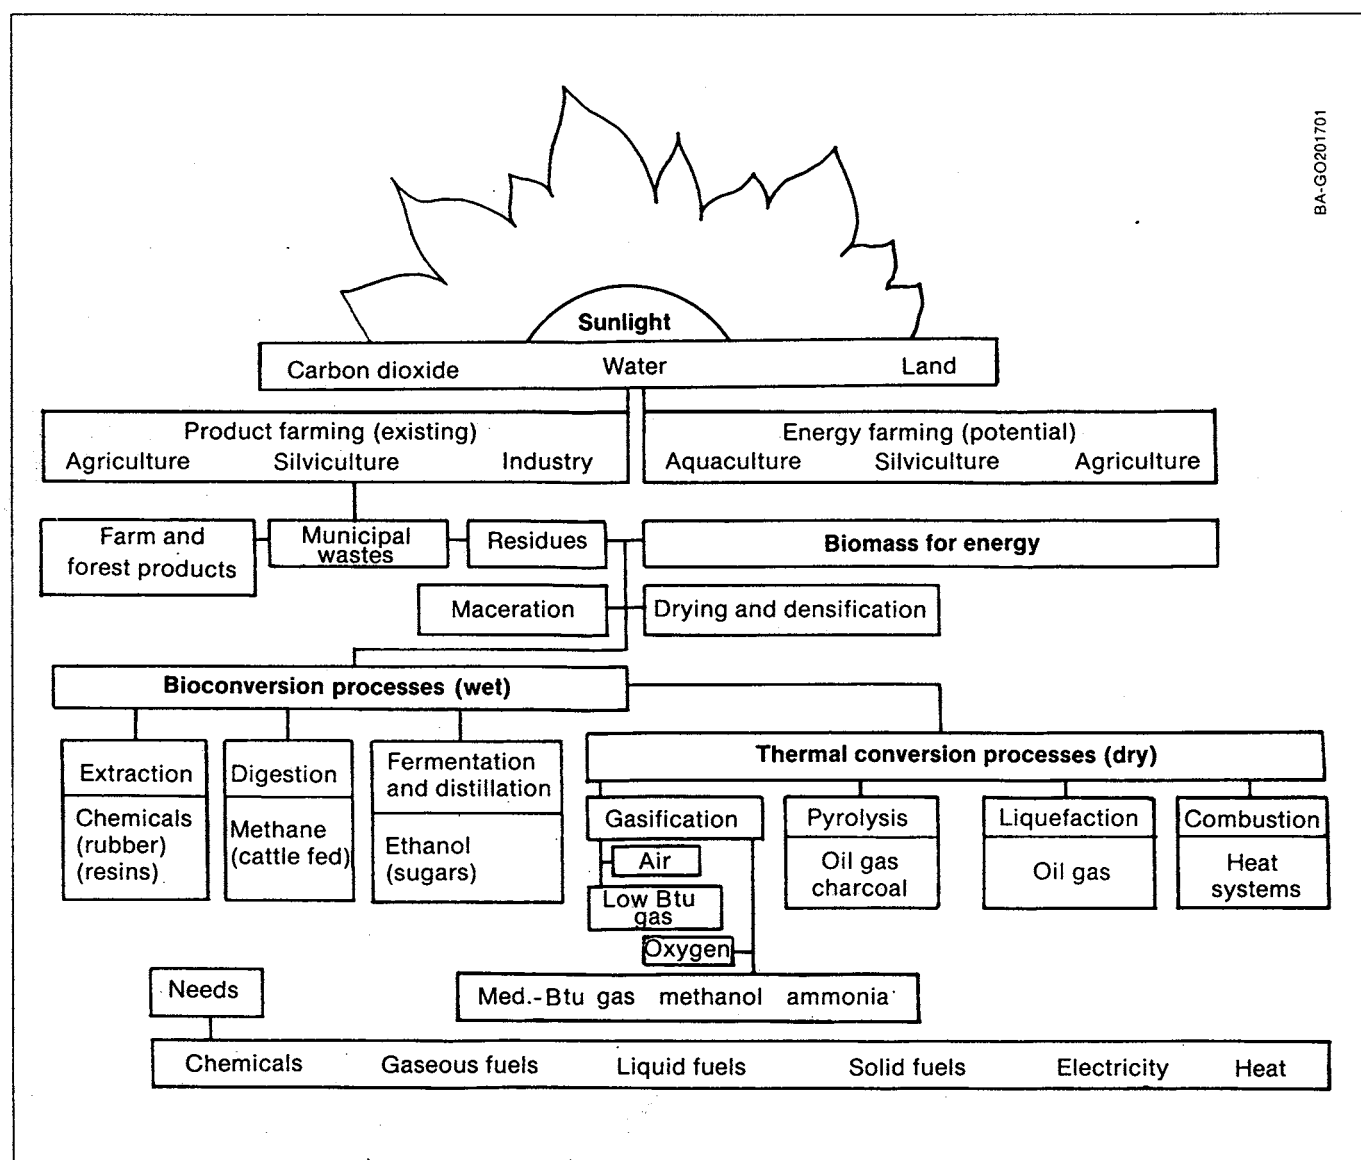 BA-GO201701
Sunlight
Carbon dioxide Water Land
Product farming (existing)
Agriculture Silviculture Industry
Energy farming (potential)
Aquaculture Silviculture Agriculture
Farm and
forest products
Municipal
wastes
Residues
Biomass for energy
Maceration
Drying and densification
Bioconversion processes (wet)
Extraction
Chemicals
(rubber)
(resins)
Digestion
Methane
(cattle fed)
Fermentation
and distillation
Ethanol
(sugars)
Thermal conversion processes (dry)
Gasification
Air
Low Btu
gas
Oxygen
Med.-Btu gas methanol ammonia
Pyrolysis
Oil gas
charcoal
Liquefaction
Oil gas
Combustion
Heat
systems
Needs
Chemicals Gaseous fuels Liquid fuels Solid fuels Electricity Heat